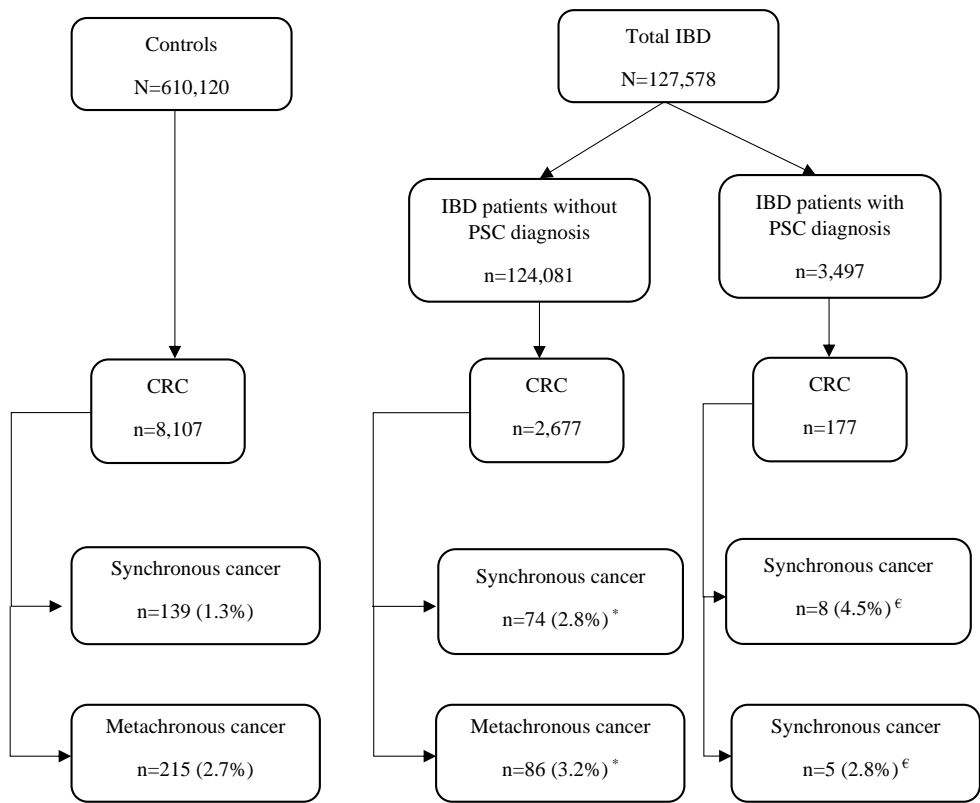 Controls
N=610,120
Total IBD
N=127,578
IBD patients without
PSC diagnosis
n=124,081
IBD patients with
PSC diagnosis
n=3,497
CRC
n=8,107
CRC
n=2,677
CRC
n=177
Synchronous cancer
n=139 (1.3%)
Synchronous cancer
n=74 (2.8%) *
Synchronous cancer
n=8 (4.5%) €
Metachronous cancer
n=215 (2.7%)
Metachronous cancer
n=86 (3.2%) *
Synchronous cancer
n=5 (2.8%) €